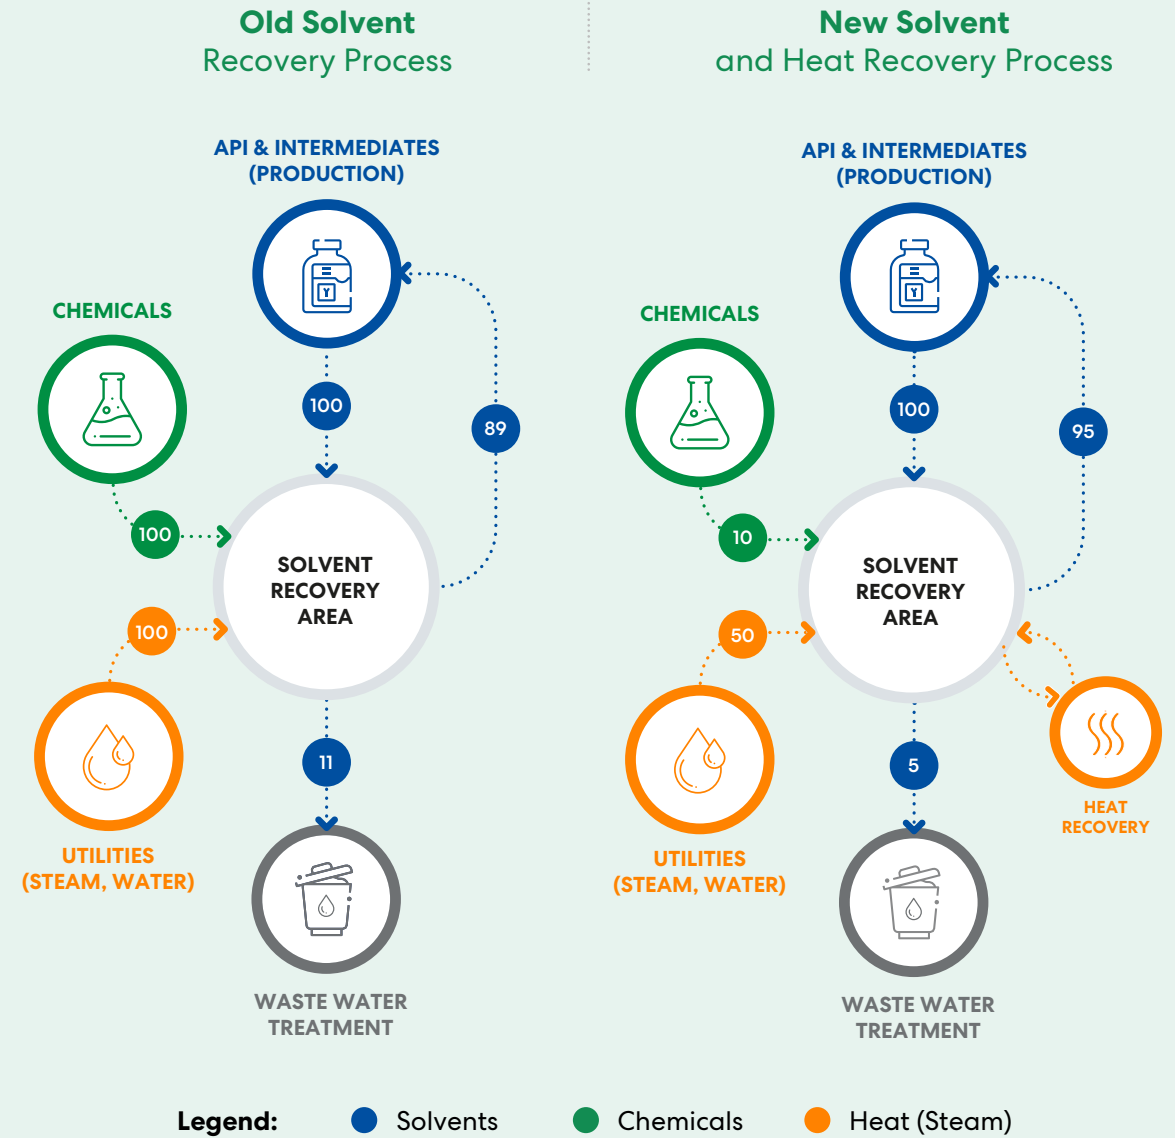 Old Solvent
Recovery Process
API & INTERMEDIATES
(PRODUCTION)
CHEMICALS
100
89
100
SOLVENT
RECOVERY
AREA
100
11
UTILITIES
(STEAM, WATER)
WASTE WATER
TREATMENT
New Solvent
and Heat Recovery Process
API & INTERMEDIATES
(PRODUCTION)
CHEMICALS
Y
Y
100
95
10
SOLVENT
RECOVERY
AREA
50
5
HEAT
RECOVERY
UTILITIES
(STEAM, WATER)
WASTE WATER
TREATMENT
Legend:
Solvents
Chemicals
Heat (Steam)